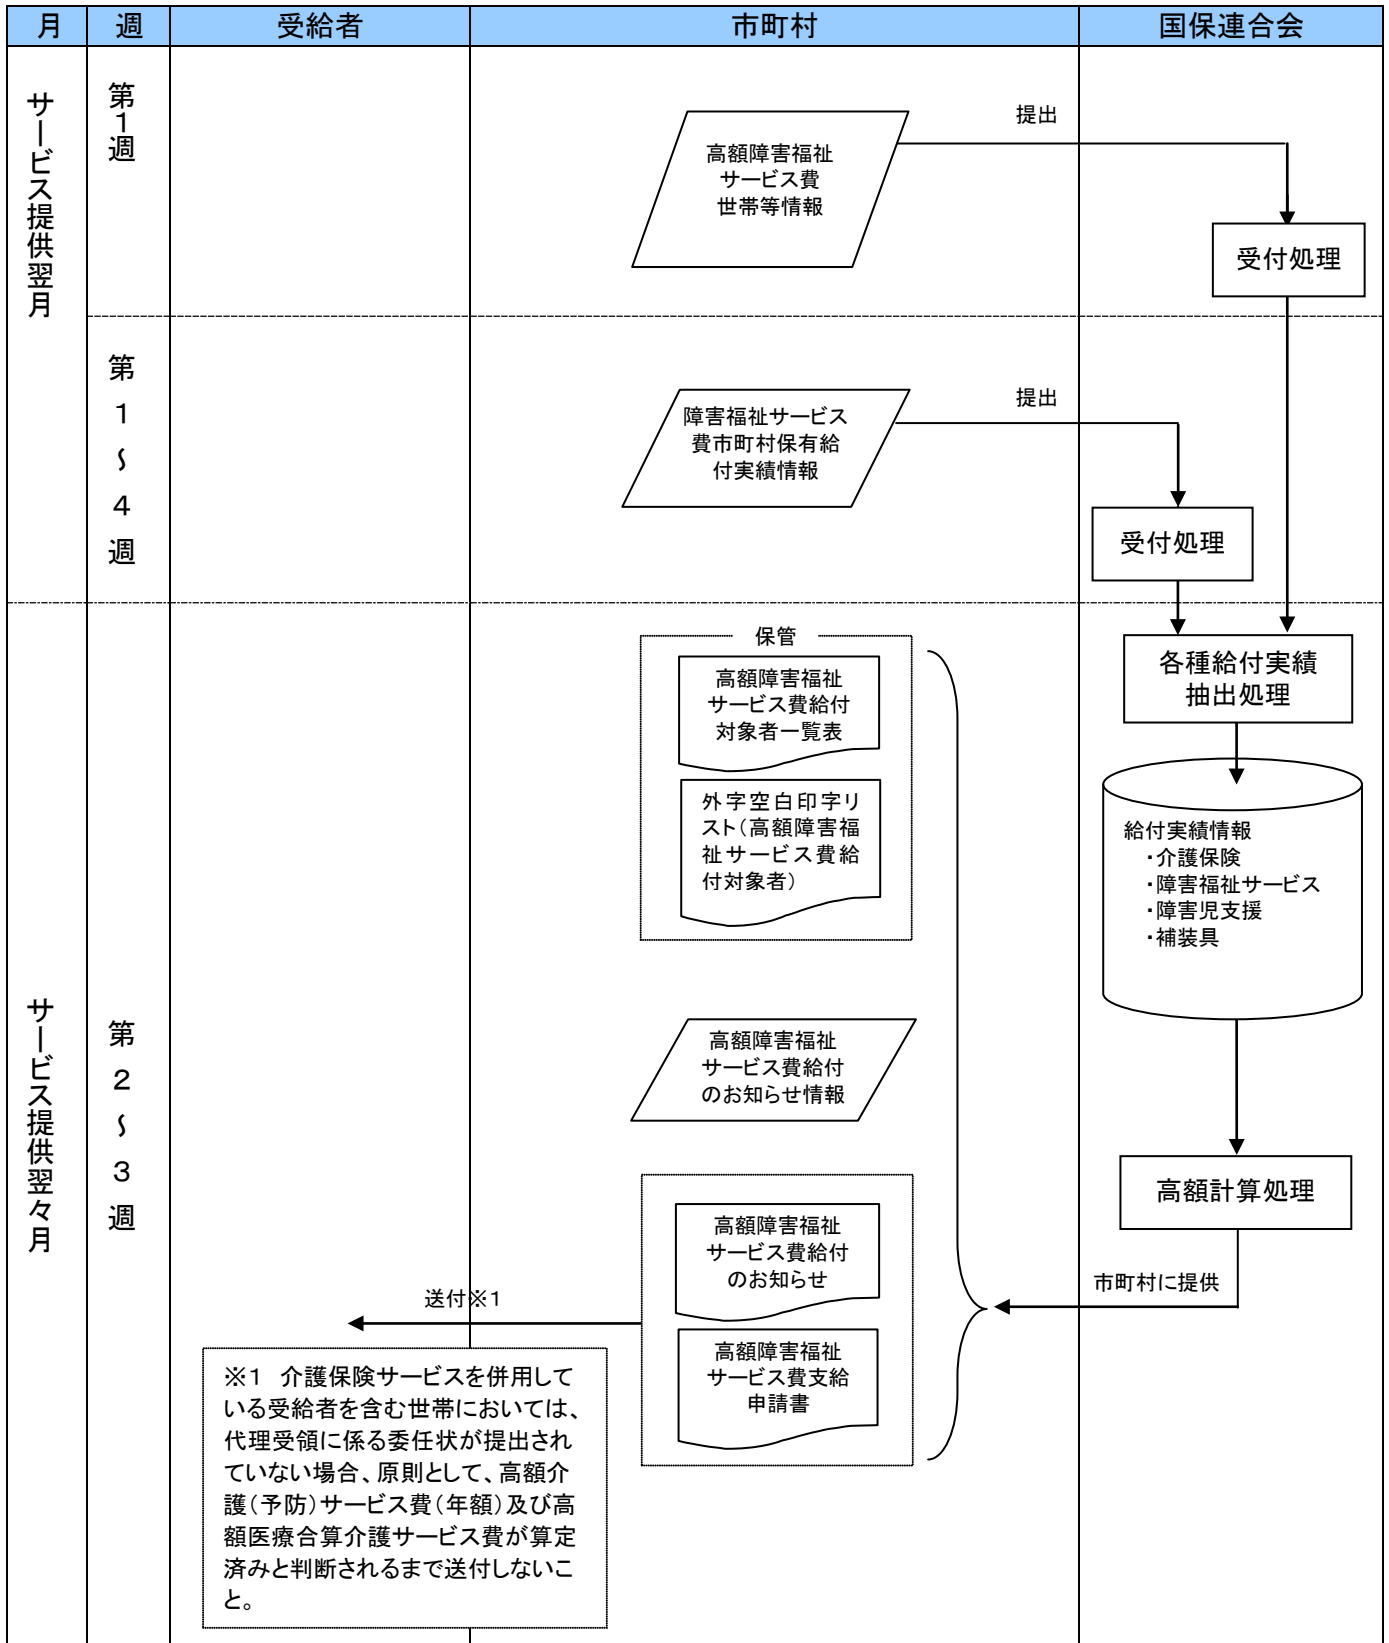 月
週
受給者
市町村
国保連合会
サービス提供翌月
第1週
高額障害福祉
サービス費
世帯等情報
提出
受付処理
第
1
～
4
週
障害福祉サービス
費市町村保有給
付実績情報
提出
受付処理
サービス提供翌々月
第
2
～
3
週
保管
高額障害福祉
サービス費給付
対象者一覧表
外字空白印字リ
スト（高額障害福
祉サービス費給
付対象者）
高額障害福祉
サービス費給付
のお知らせ情報
高額障害福祉
サービス費給付
のお知らせ
高額障害福祉
サービス費支給
申請書
各種給付実績
抽出処理
給付実績情報
・介護保険
・障害福祉サービス
・障害児支援
・補装具
高額計算処理
市町村に提供
送付※1
※1　介護保険サービスを併用して
いる受給者を含む世帯においては、
代理受領に係る委任状が提出され
ていない場合、原則として、高額介
護（予防）サービス費（年額）及び高
額医療合算介護サービス費が算定
済みと判断されるまで送付しないこ
と。